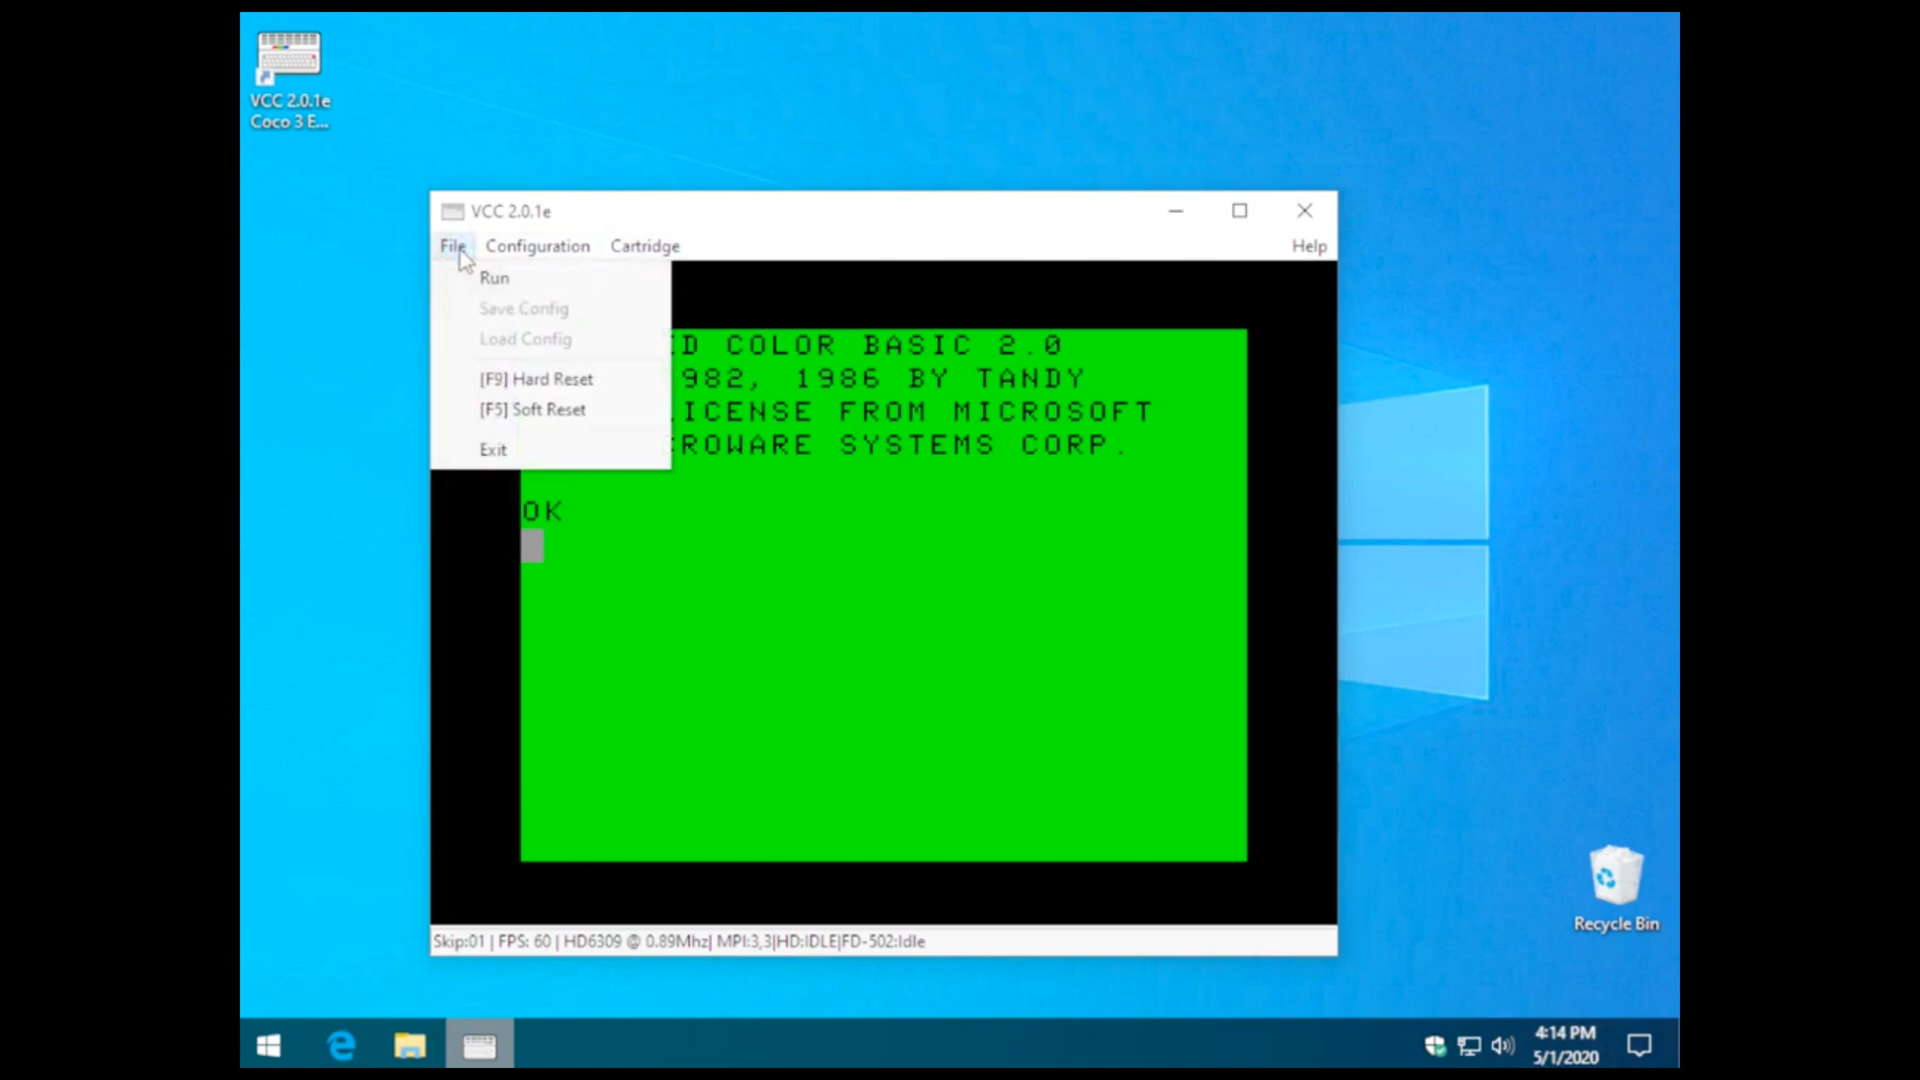 VCC 2.0.1e
Coco 3 E...
VCC 2.0.1e
File Configuration Cartridge Help
Run
Save Config
Load Config
[F9] Hard Reset
[F5] Soft Reset
Exit
D COLOR BASIC 2.0
982, 1986 BY TANDY
ICENSE FROM MICROSOFT
ROWARE SYSTEMS CORP.
OK
Skip:01 | FPS: 60 | HD6309 @ 0.89Mhz| MPI:3,3|HD:IDLE|FD-502:Idle
Recycle Bin
4:14 PM
5/1/2020